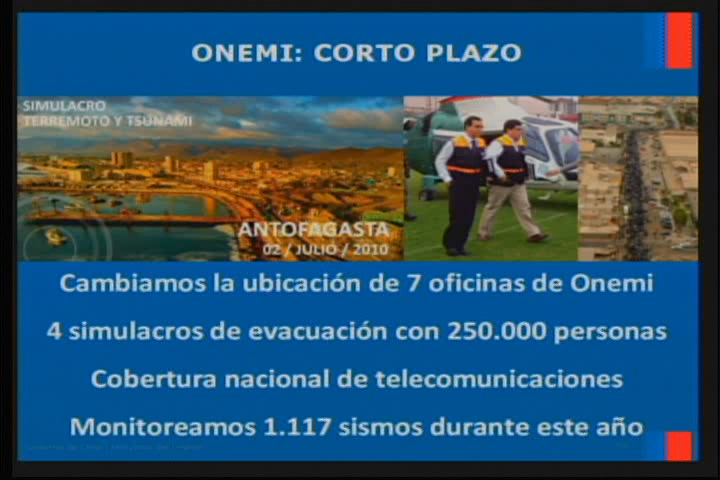 ONEMI: CORTO PLAZO
SIMULACRO
TERREMOTO Y TSUNAMI
ANTOFAGASTA
02 / JULIO / 2010
Cambiamos la ubicación de 7 oficinas de Onemi
4 simulacros de evacuación con 250.000 personas
Cobertura nacional de telecomunicaciones
Monitoreamos 1.117 sismos durante este año